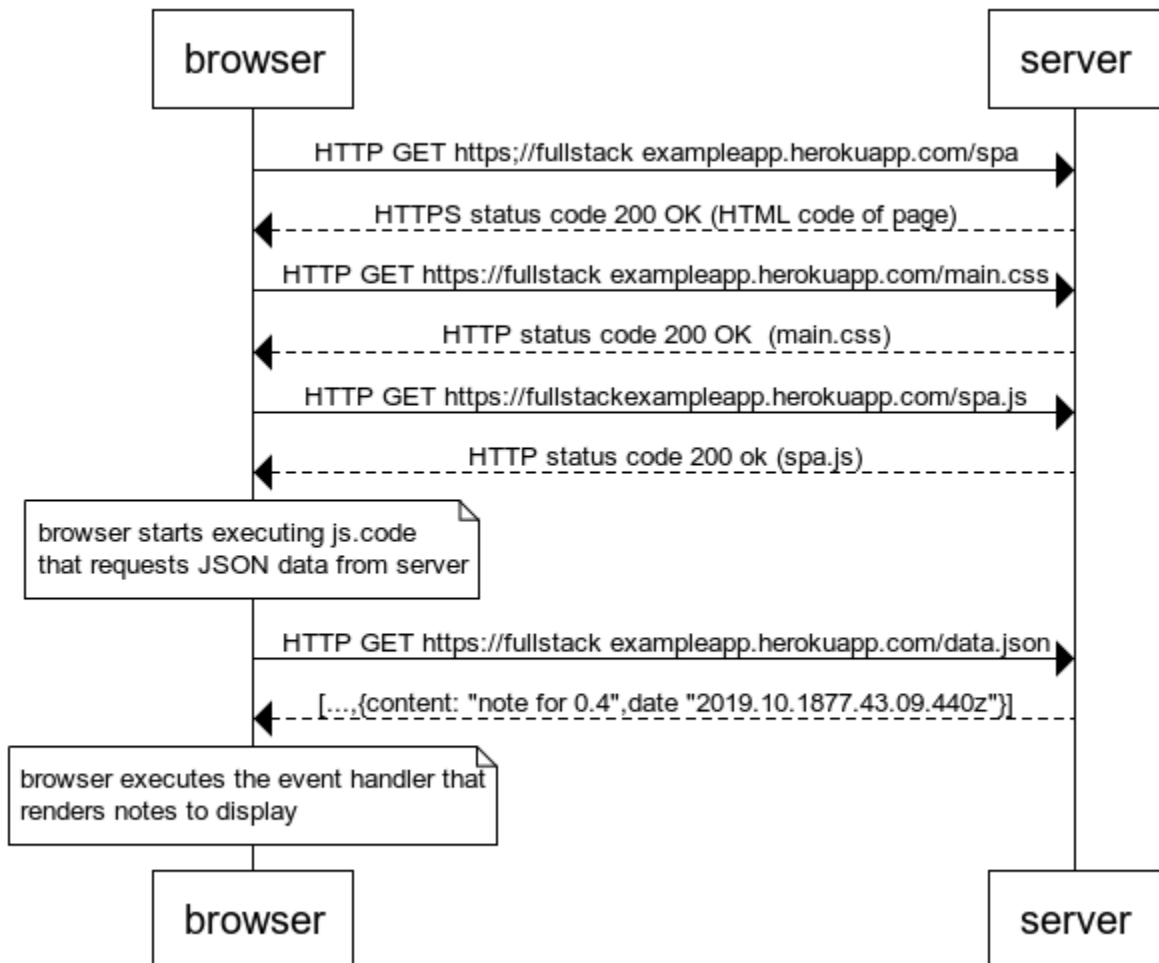 browser
server
HTTP GET https;//fullstack exampleapp.herokuapp.com/spa
HTTPS status code 200 OK (HTML code of page)
HTTP GET https://fullstack exampleapp.herokuapp.com/main.css
HTTP status code 200 OK  (main.css)
HTTP GET https://fullstackexampleapp.herokuapp.com/spa.js
HTTP status code 200 ok (spa.js)
browser starts executing js.code
that requests JSON data from server
HTTP GET https://fullstack exampleapp.herokuapp.com/data.json
[...,{content: "note for 0.4",date "2019.10.1877.43.09.440z"}]
browser executes the event handler that
renders notes to display
browser
server